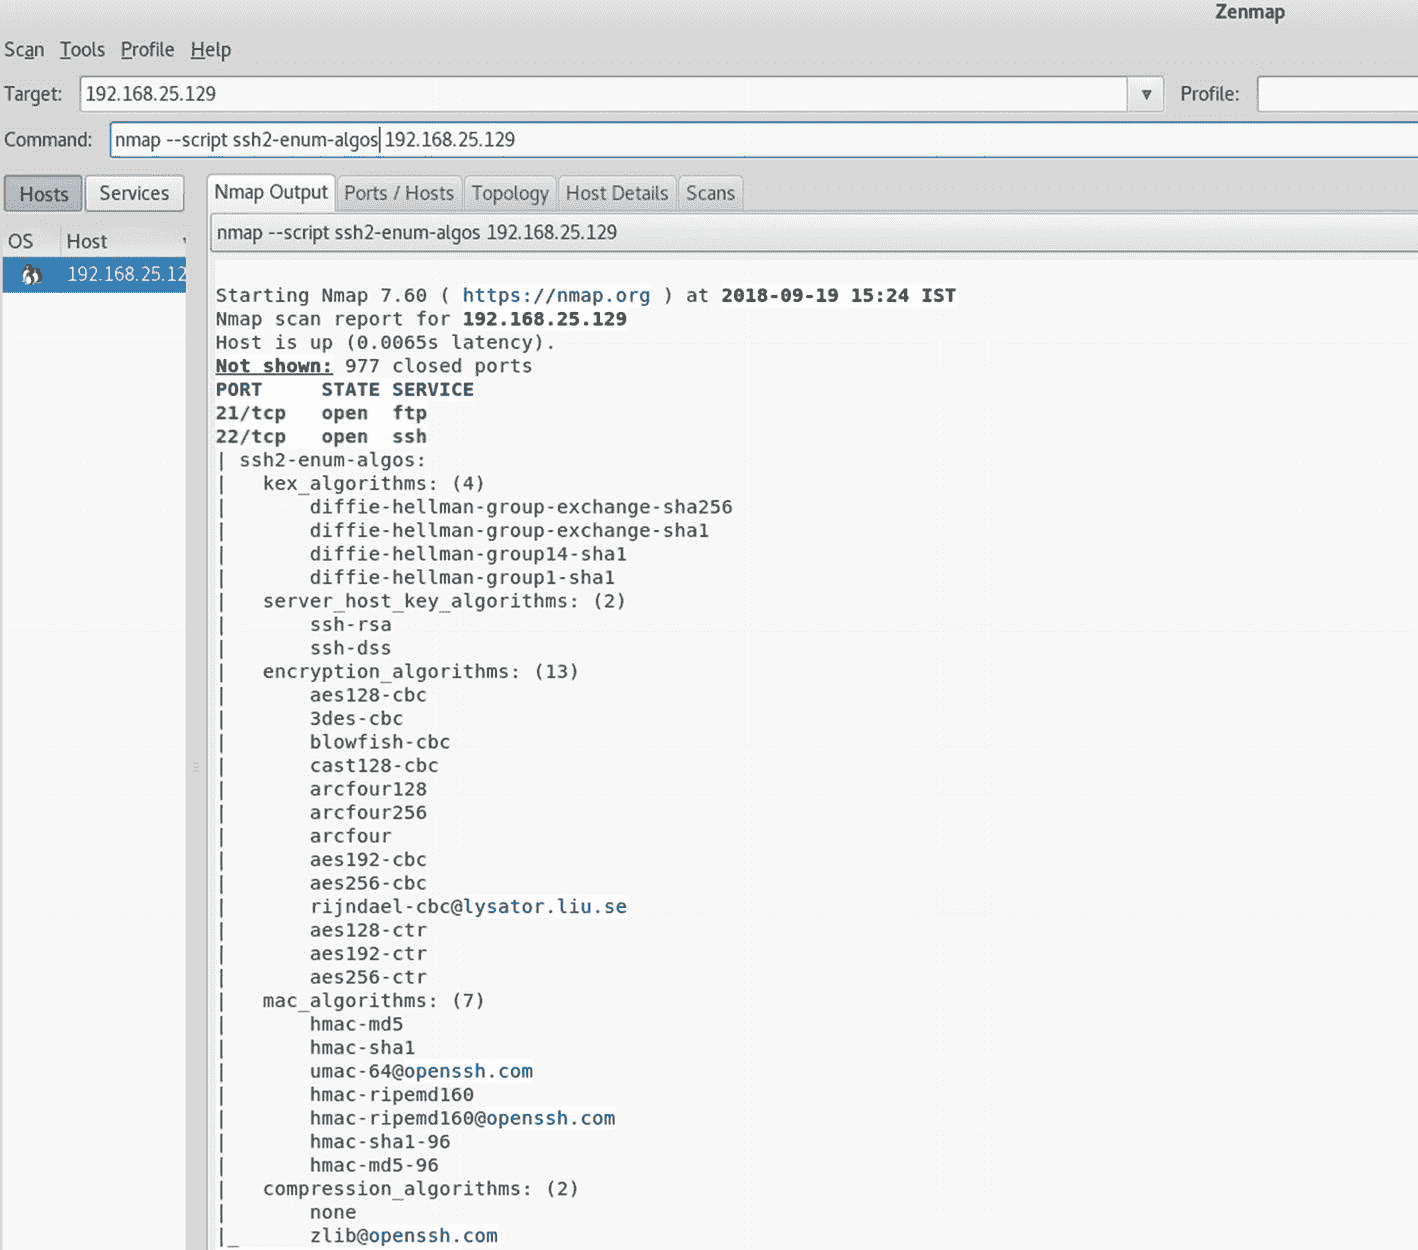 Zenmap
Scan Tools Profile Help
Target: 192.168.25.129 Profile:
Command: nmap --script ssh2-enum-algos 192.168.25.129
Hosts Services Nmap Output Ports / Hosts Topology Host Details Scans
nmap --script ssh2-enum-algos 192.168.25.129
OS Host
192.168.25.12
Starting Nmap 7.60 ( https://nmap.org ) at 2018-09-19 15:24 IST
Nmap scan report for 192.168.25.129
Host is up (0.0065s latency).
Not shown: 977 closed ports
PORT     STATE SERVICE
21/tcp   open  ftp
22/tcp   open  ssh
| ssh2-enum-algos:
|   kex_algorithms: (4)
|       diffie-hellman-group-exchange-sha256
|       diffie-hellman-group-exchange-sha1
|       diffie-hellman-group14-sha1
|       diffie-hellman-group1-sha1
|   server_host_key_algorithms: (2)
|       ssh-rsa
|       ssh-dss
|   encryption_algorithms: (13)
|       aes128-cbc
|       3des-cbc
|       blowfish-cbc
|       cast128-cbc
|       arcfour128
|       arcfour256
|       arcfour
|       aes192-cbc
|       aes256-cbc
|       rijndael-cbc@lysator.liu.se
|       aes128-ctr
|       aes192-ctr
|       aes256-ctr
|   mac_algorithms: (7)
|       hmac-md5
|       hmac-sha1
|       umac-64@openssh.com
|       hmac-ripemd160
|       hmac-ripemd160@openssh.com
|       hmac-sha1-96
|       hmac-md5-96
|   compression_algorithms: (2)
|       none
|_      zlib@openssh.com